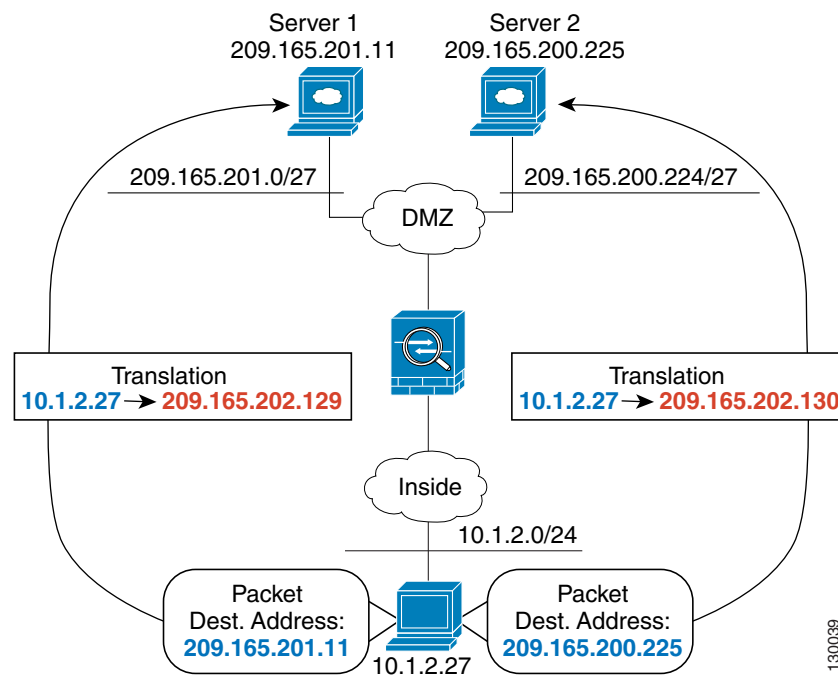 Server 1
209.165.201.11
Server 2
209.165.200.225
209.165.201.0/27
209.165.200.224/27
DMZ
Translation
10.1.2.27 → 209.165.202.129
Translation
10.1.2.27 → 209.165.202.130
Inside
10.1.2.0/24
Packet
Dest. Address:
209.165.201.11
Packet
Dest. Address:
209.165.200.225
10.1.2.27
130039